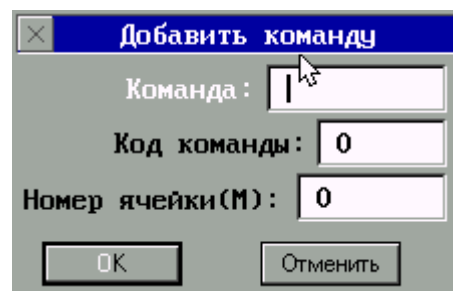 Добавить команду
Команда:
Код команды: 0
Номер ячейки(М): 0
OK Отменить